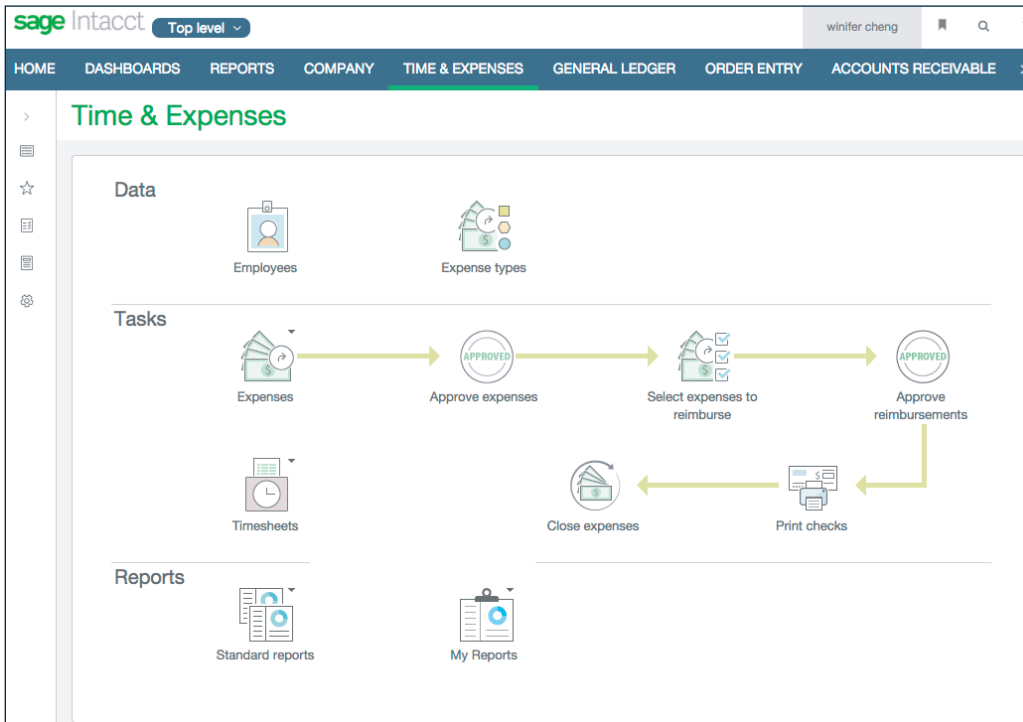 sage Intacct Top level
winifer cheng
HOME DASHBOARDS REPORTS COMPANY TIME & EXPENSES GENERAL LEDGER ORDER ENTRY ACCOUNTS RECEIVABLE
Time & Expenses
Data
Employees Expense types
Tasks
$ APPROVED $ APPROVED
Expenses Approve expenses Select expenses to Approve
reimburse reimbursements
$ $
Timesheets Close expenses Print checks
Reports
Standard reports My Reports